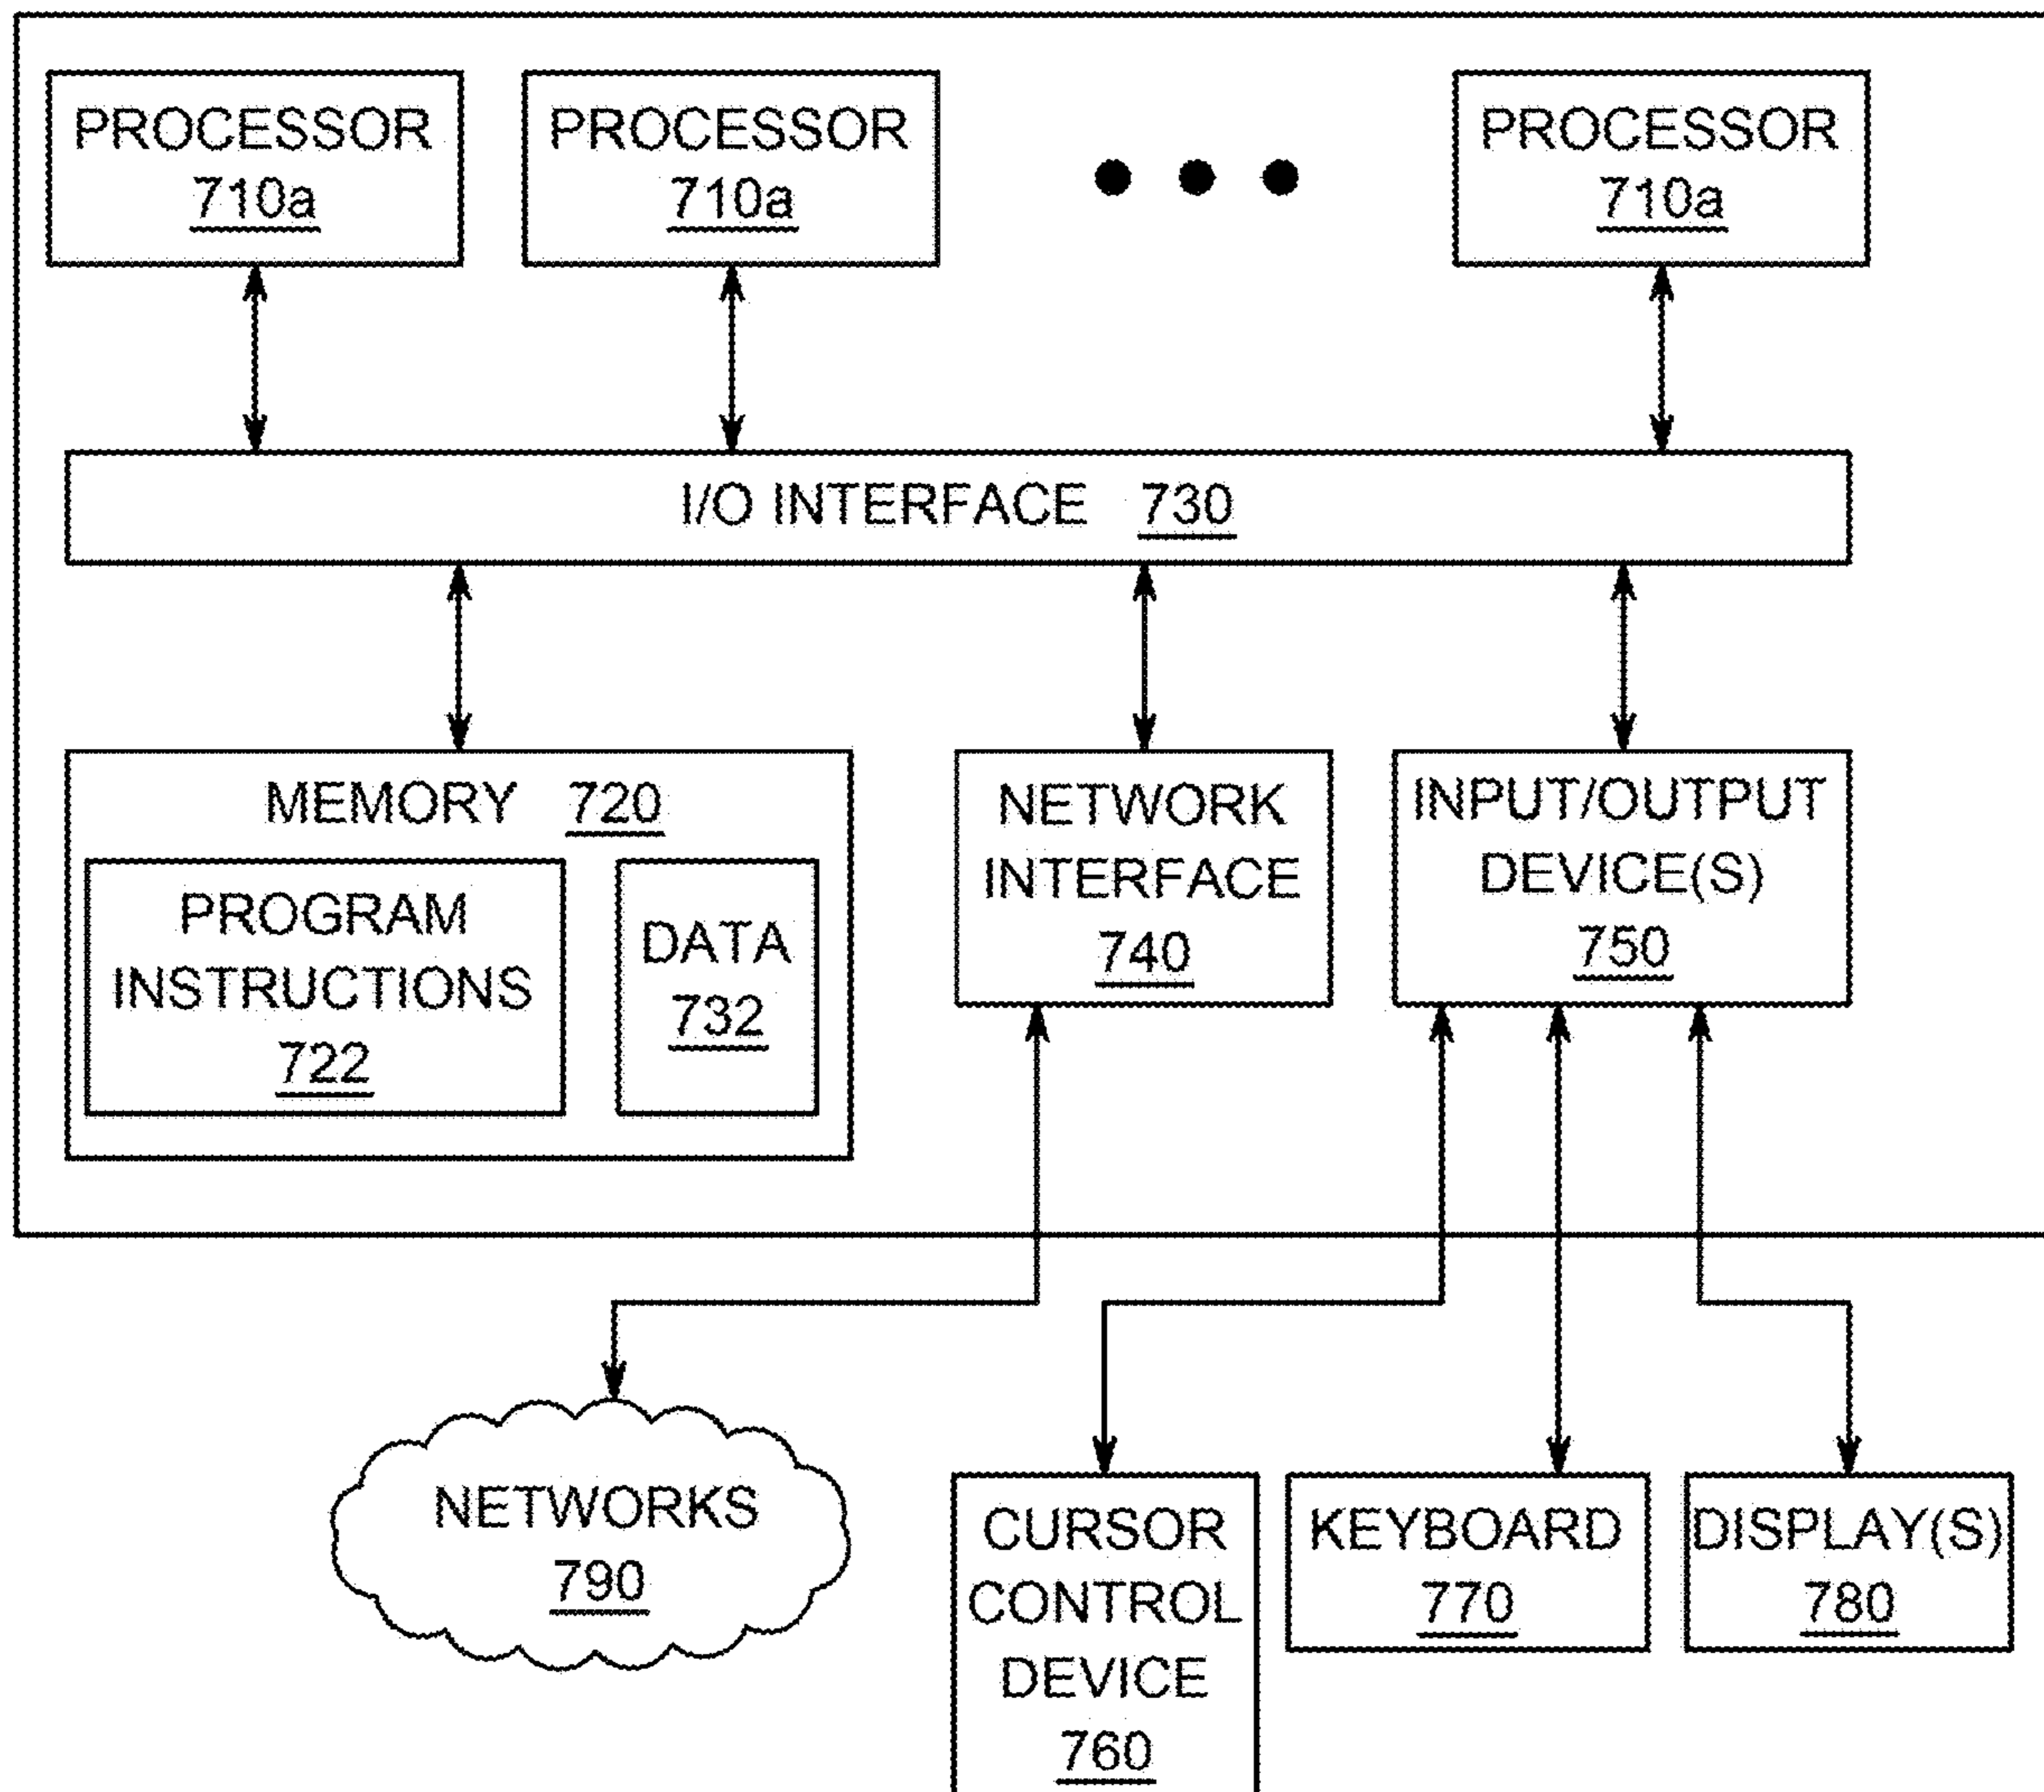 PROCESSOR
710a
PROCESSOR
710a
PROCESSOR
710a
I/O INTERFACE 730
MEMORY 720
PROGRAM
INSTRUCTIONS
722
DATA
732
NETWORK
INTERFACE
740
INPUT/OUTPUT
DEVICE(S)
750
NETWORKS
790
CURSOR
CONTROL
DEVICE
760
KEYBOARD
770
DISPLAY(S)
780